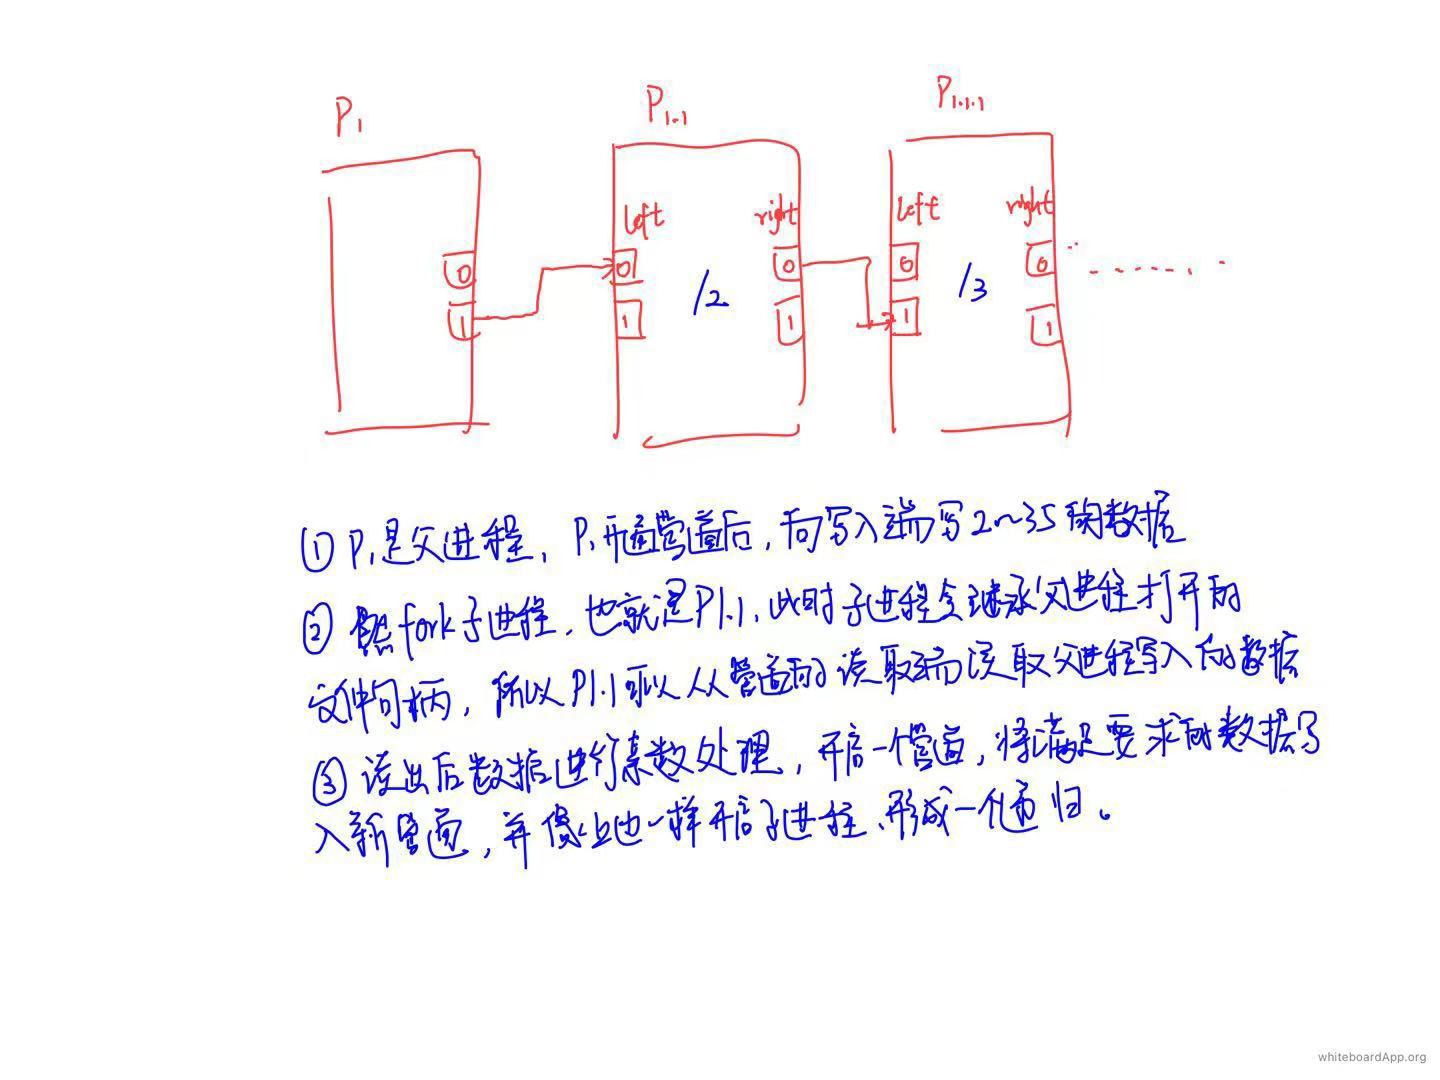 P1 P1.1 P1.1.1
left right left right
0 0 0 0 0
/2 /3
1 1 1 1 1
① P1是父进程，P1开通管道后，向写入端写2~35的数据
② 然fork子进程，也就是P1.1，此时子进程会继承父进程打开的
文件句柄，所以P1.1可以从管道的读取端读取父进程写入的数据
③ 读出后数据进行素数处理，开启一个管道，将满足要求的数据写
入新管道，并像上边一样开启子进程、形成一个递归。
whiteboardApp.org